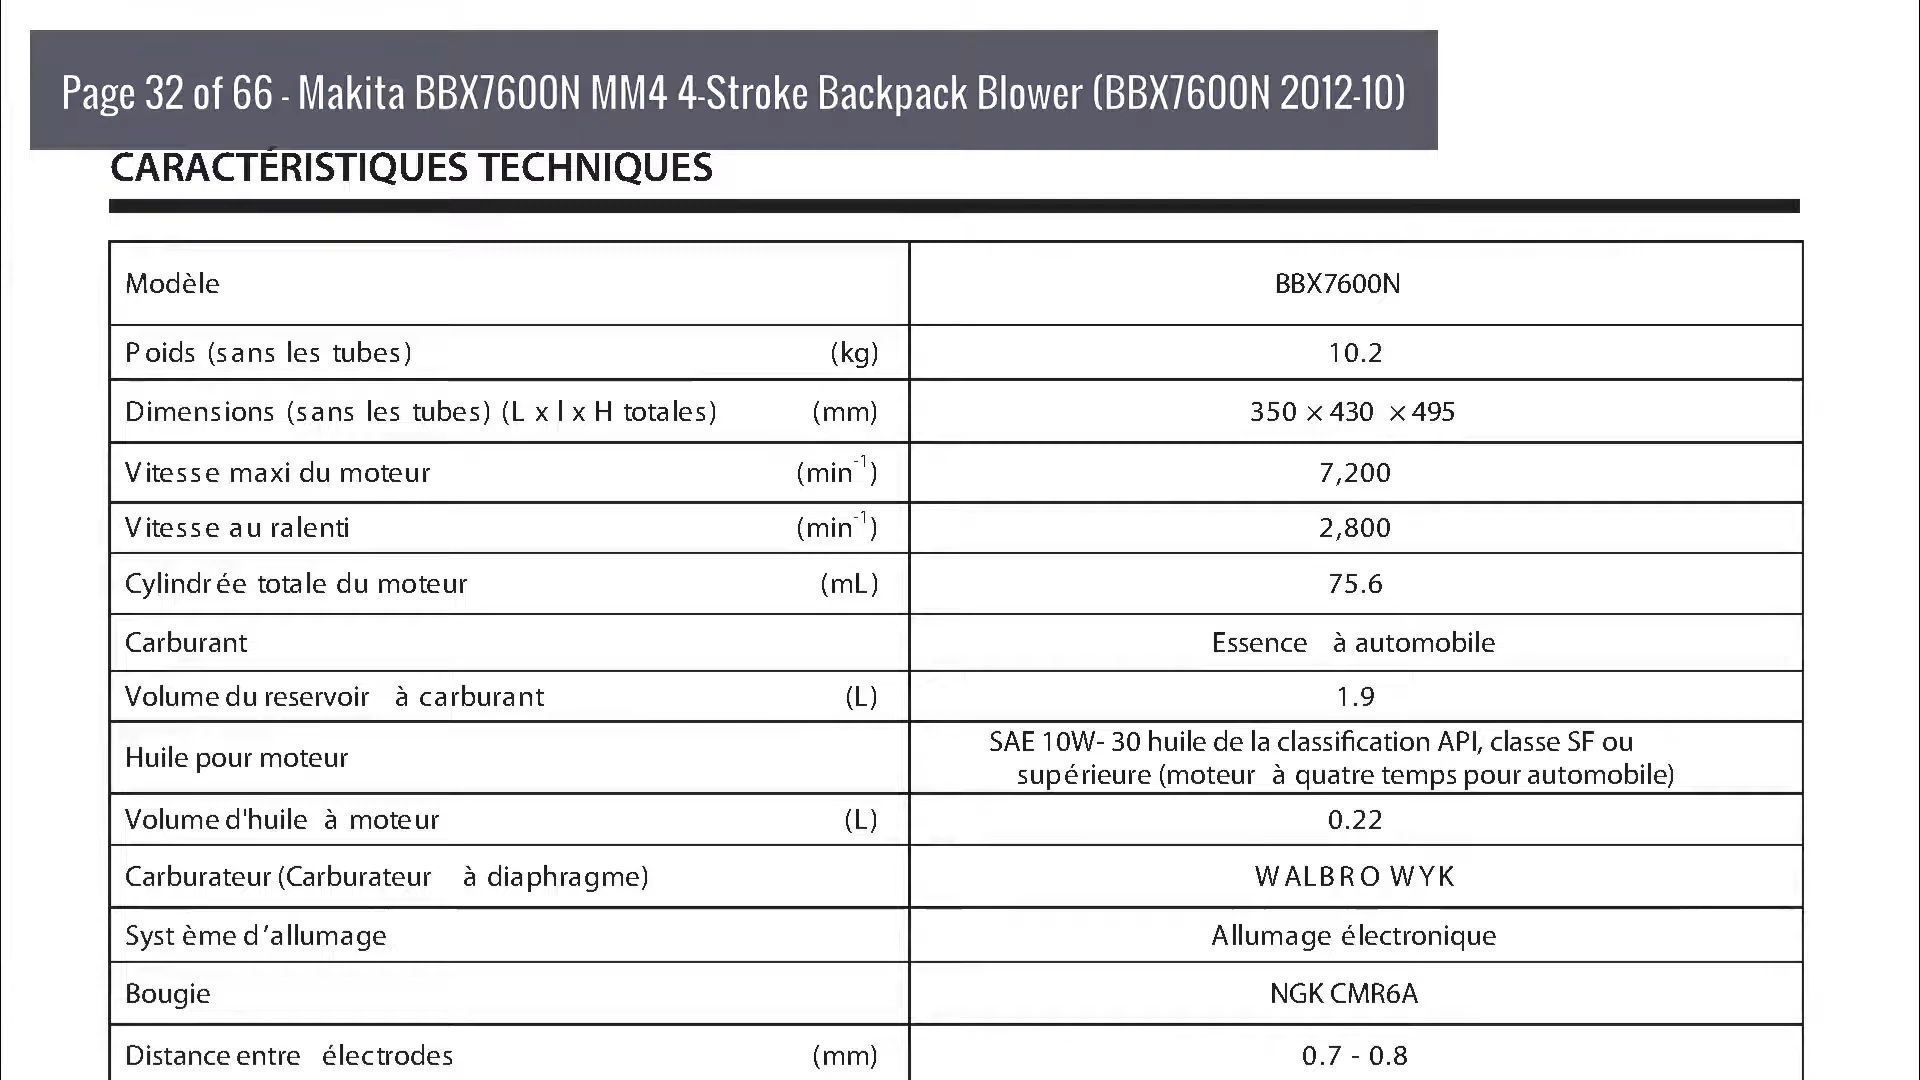 Page 32 of 66 - Makita BBX7600N MM4 4-Stroke Backpack Blower (BBX7600N 2012-10)
CARACTÉRISTIQUES TECHNIQUES
Modèle BBX7600N
Poids (sans les tubes) (kg) 10.2
Dimensions (sans les tubes) (L x l x H totales) (mm) 350 × 430 × 495
Vitesse maxi du moteur (min⁻¹) 7,200
Vitesse au ralenti (min⁻¹) 2,800
Cylindrée totale du moteur (mL) 75.6
Carburant Essence à automobile
Volume du reservoir à carburant (L) 1.9
Huile pour moteur SAE 10W- 30 huile de la classification API, classe SF ou
supérieure (moteur à quatre temps pour automobile)
Volume d'huile à moteur (L) 0.22
Carburateur (Carburateur à diaphragme) WALBRO WYK
Système d’allumage Allumage électronique
Bougie NGK CMR6A
Distance entre électrodes (mm) 0.7 - 0.8